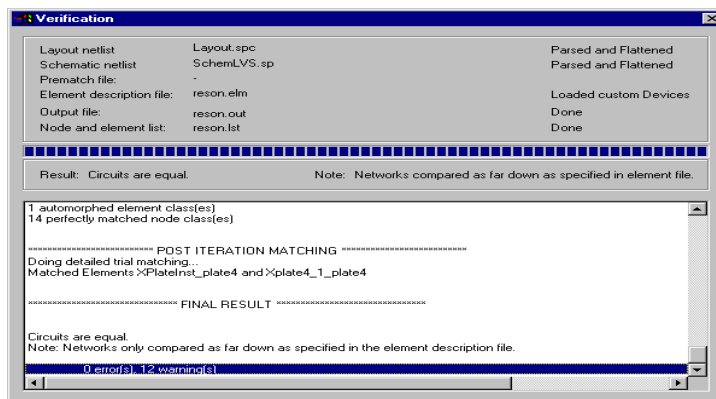 Verification
Layout netlist Layout.spc Parsed and Flattened
Schematic netlist SchemLVS.sp Parsed and Flattened
Prematch file: -
Element description file: reson.elm Loaded custom Devices
Output file: reson.out Done
Node and element list: reson.lst Done
Result: Circuits are equal. Note: Networks compared as far down as specified in element file.
1 automorphed element class(es)
14 perfectly matched node class(es)
************************** POST ITERATION MATCHING **************************
Doing detailed trial matching...
Matched Elements XPlateInst_plate4 and Xplate4_1_plate4
******************************* FINAL RESULT *******************************
Circuits are equal.
Note: Networks only compared as far down as specified in the element description file.
0 error(s), 12 warning(s)